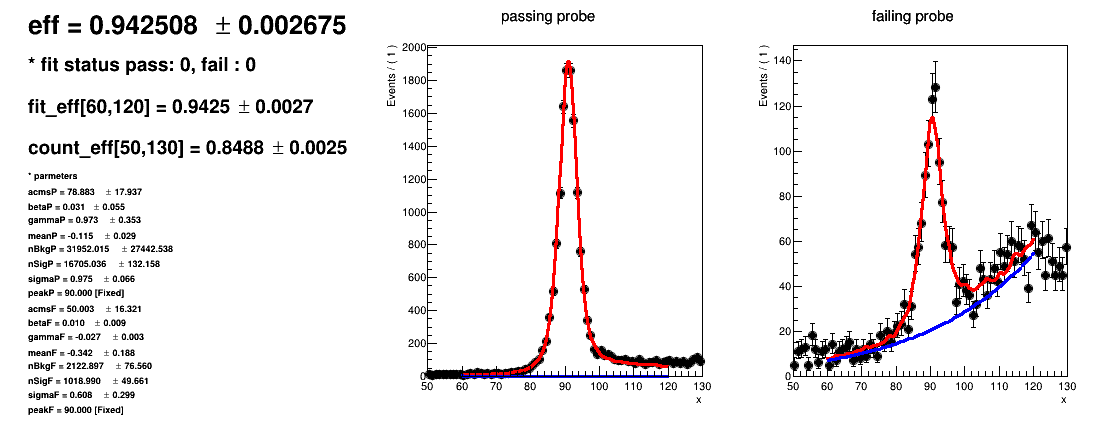 eff = 0.942508 ± 0.002675
* fit status pass: 0, fail : 0
fit_eff[60,120] = 0.9425 ± 0.0027
count_eff[50,130] = 0.8488 ± 0.0025
* parmeters
acmsP = 78.883 ± 17.937
betaP = 0.031 ± 0.055
gammaP = 0.973 ± 0.353
meanP = -0.115 ± 0.029
nBkgP = 31952.015 ± 27442.538
nSigP = 16705.036 ± 132.158
sigmaP = 0.975 ± 0.066
peakP = 90.000 [Fixed]
acmsF = 50.003 ± 16.321
betaF = 0.010 ± 0.009
gammaF = -0.027 ± 0.003
meanF = -0.342 ± 0.188
nBkgF = 2122.897 ± 76.560
nSigF = 1018.990 ± 49.661
sigmaF = 0.608 ± 0.299
peakF = 90.000 [Fixed]
passing probe
Events / ( 1 )
2000
1800
1600
1400
1200
1000
800
600
400
200
0
50 60 70 80 90 100 110 120 130
x
failing probe
Events / ( 1 )
140
120
100
80
60
40
20
0
50 60 70 80 90 100 110 120 130
x